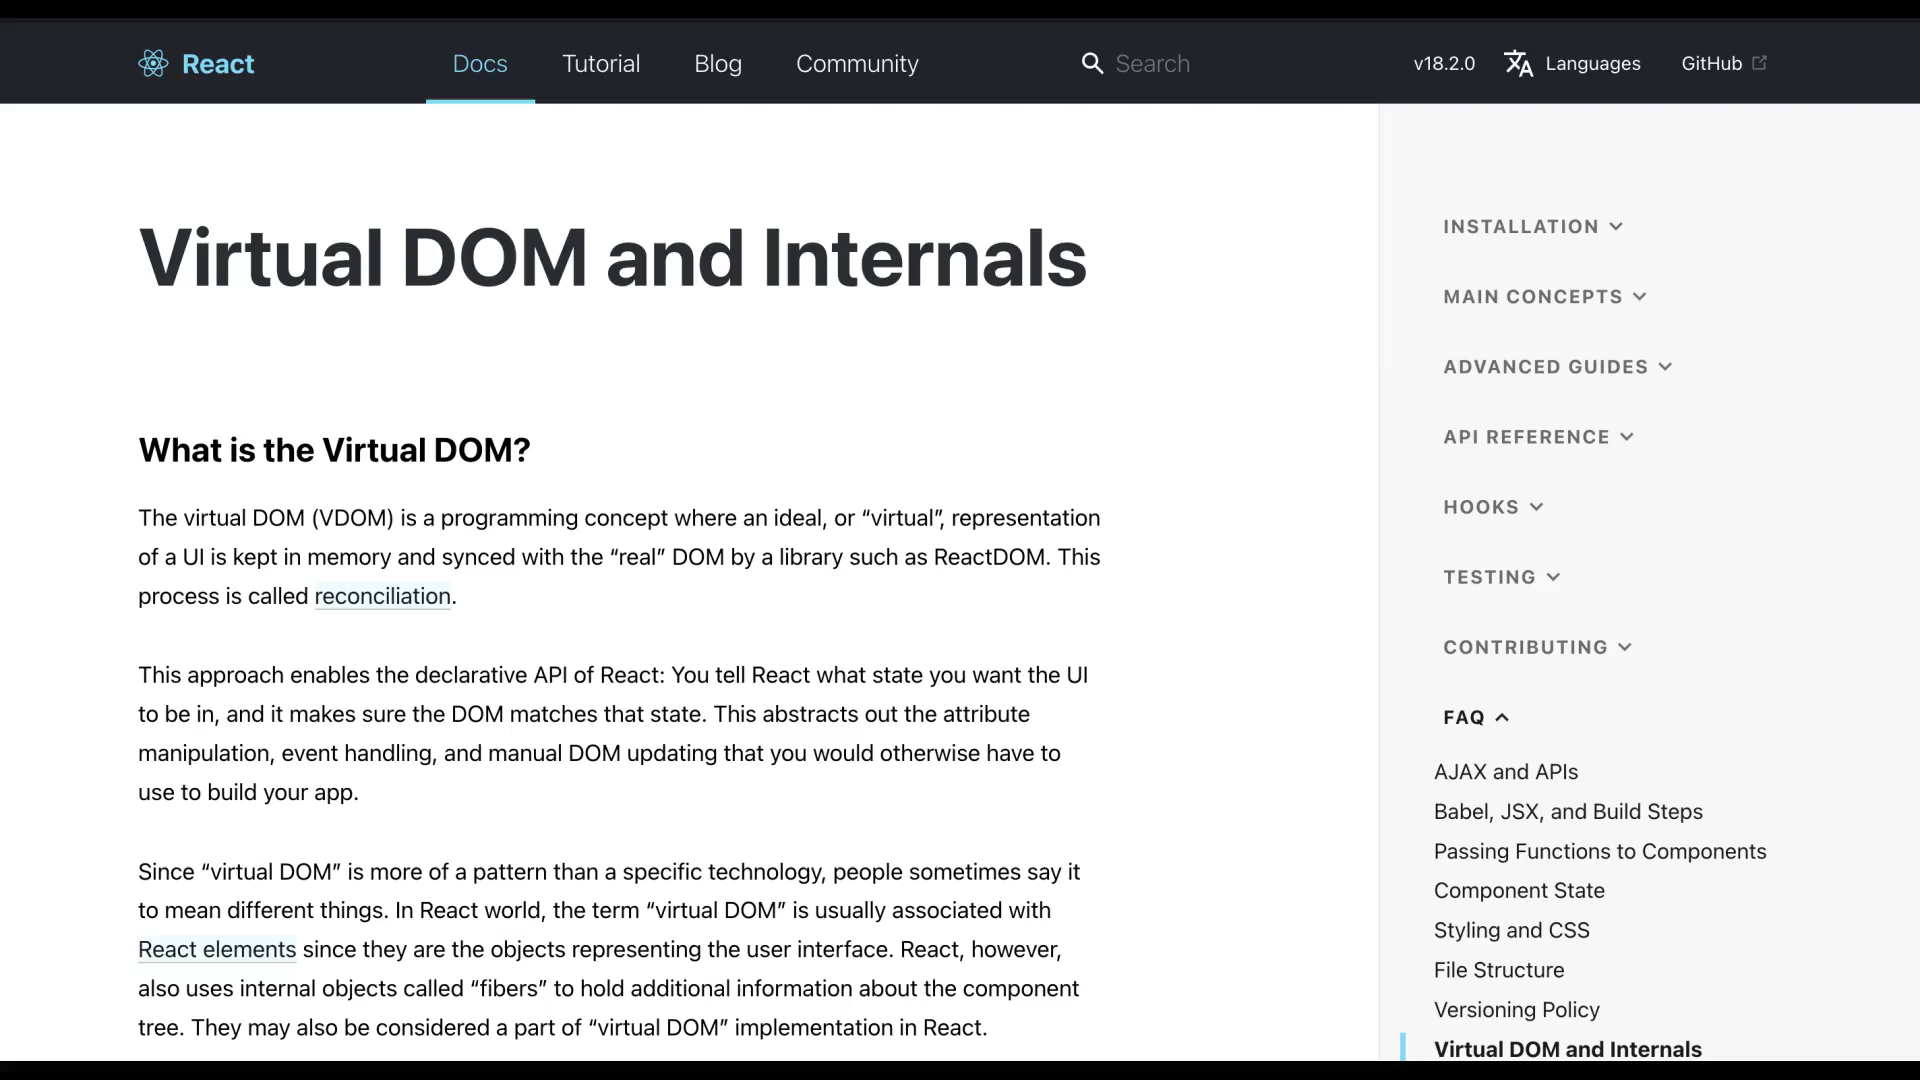 React
Docs
Tutorial
Blog
Community
Search
v18.2.0
Languages
GitHub
Virtual DOM and Internals
What is the Virtual DOM?
The virtual DOM (VDOM) is a programming concept where an ideal, or “virtual”, representation
of a UI is kept in memory and synced with the “real” DOM by a library such as ReactDOM. This
process is called reconciliation.
This approach enables the declarative API of React: You tell React what state you want the UI
to be in, and it makes sure the DOM matches that state. This abstracts out the attribute
manipulation, event handling, and manual DOM updating that you would otherwise have to
use to build your app.
Since “virtual DOM” is more of a pattern than a specific technology, people sometimes say it
to mean different things. In React world, the term “virtual DOM” is usually associated with
React elements since they are the objects representing the user interface. React, however,
also uses internal objects called “fibers” to hold additional information about the component
tree. They may also be considered a part of “virtual DOM” implementation in React.
INSTALLATION
MAIN CONCEPTS
ADVANCED GUIDES
API REFERENCE
HOOKS
TESTING
CONTRIBUTING
FAQ
AJAX and APIs
Babel, JSX, and Build Steps
Passing Functions to Components
Component State
Styling and CSS
File Structure
Versioning Policy
Virtual DOM and Internals